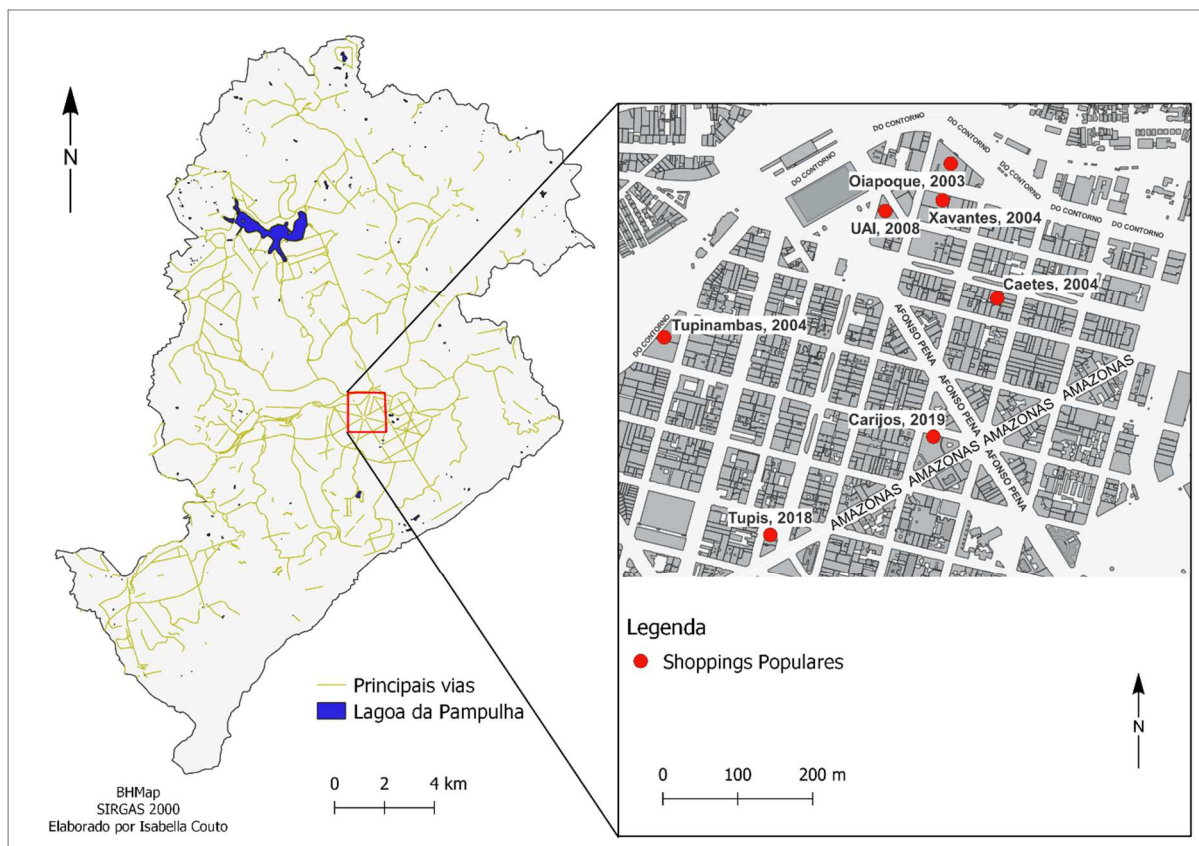 N
Principais vias
Lagoa da Pampulha
0 2 4 km
BHMap
SIRGAS 2000
Elaborado por Isabella Couto
DO CONTORNO
DO CONTORNO
DO CONTORNO
DO CONTORNO
DO CONTORNO
Oiapoque, 2003
Xavantes, 2004
UAI, 2008
Caetes, 2004
Tupinambas, 2004
DO CONTORNO
AFONSO PENA
AFONSO PENA
AFONSO PENA
AFONSO PENA
AMAZONAS
AMAZONAS
AMAZONAS
AMAZONAS
Carijos, 2019
Tupis, 2018
Legenda
Shoppings Populares
0 100 200 m
N